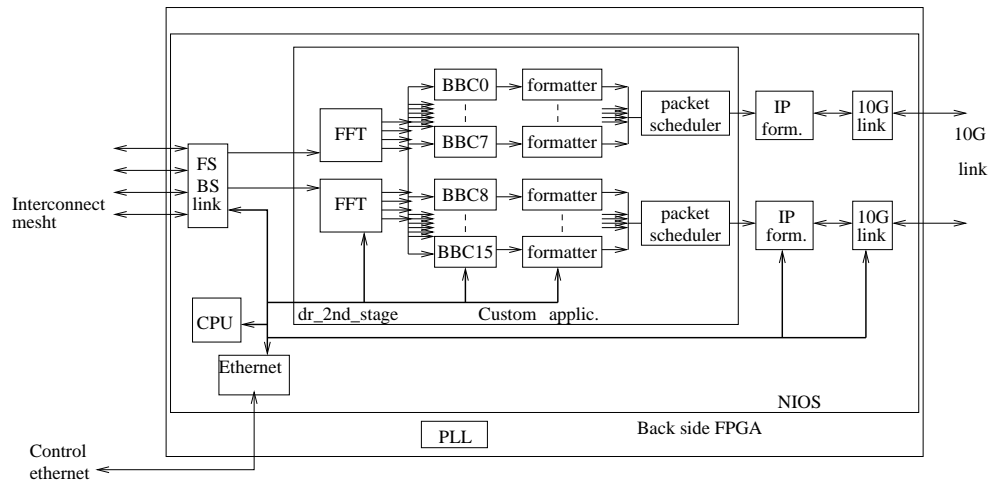 BBC0
formatter
BBC7
formatter
packet
scheduler
IP
form.
10G
link
10G
link
FFT
FS
BS
link
Interconnect
mesht
FFT
BBC8
formatter
BBC15
formatter
packet
scheduler
IP
form.
10G
link
dr_2nd_stage
Custom applic.
CPU
Ethernet
NIOS
Back side FPGA
PLL
Control
ethernet